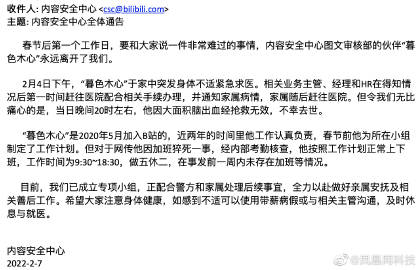 收件人: 内容安全中心 <csc@bilibili.com>
主题: 内容安全中心全体通告
春节后第一个工作日，要和大家说一件非常难过的事情，内容安全中心图文审核部的伙伴“暮
色木心”永远离开了我们。
2月4日下午，“暮色木心”于家中突发身体不适紧急求医。相关业务主管、经理和HR在得知情
况后第一时间赶往医院配合相关手续办理，并通知家属病情，家属随后赶往医院。但令我们无比
痛心的是，当日晚间20时左右，他因大面积脑出血经抢救无效，不幸去世。
“暮色木心”是2020年5月加入B站的，近两年的时间里他工作认真负责，春节前他为所在小组
制定了工作计划。但对于网传他因加班猝死一事，经内部考勤核查，他按照工作计划正常上下
班，工作时间为9:30~18:30，做五休二，在事发前一周内未存在加班等情况。
目前，我们已成立专项小组，正配合警方和家属处理后续事宜，全力以赴做好亲属安抚及相
关善后工作。希望大家注意身体健康，如感到不适可以使用带薪病假或与相关主管沟通，及时休
息与就医。
内容安全中心
2022-2-7
@凤凰网科技